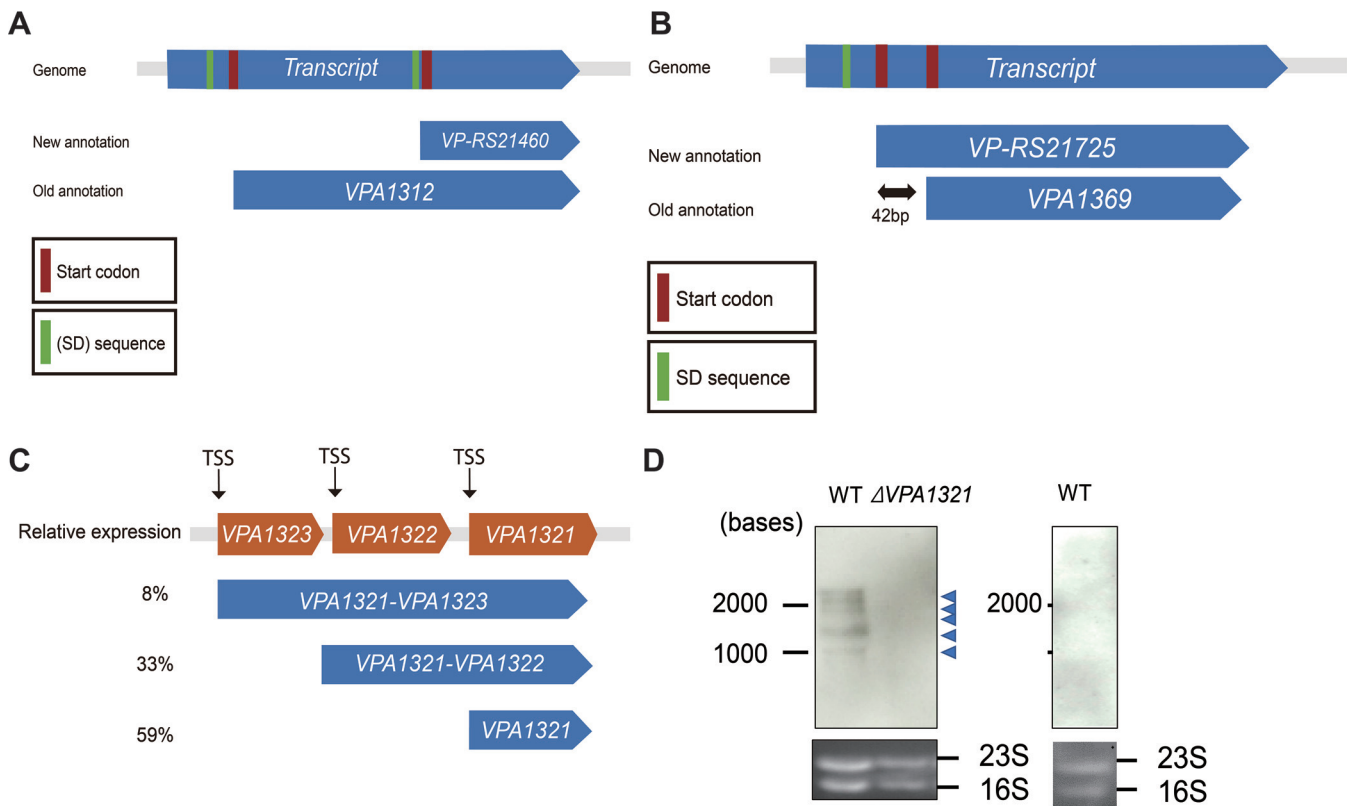 A
Genome
Transcript
New annotation
VP-RS21460
Old annotation
VPA1312
Start codon
(SD) sequence
B
Genome
Transcript
New annotation
VP-RS21725
Old annotation
42bp
VPA1369
Start codon
SD sequence
C
TSS TSS TSS
Relative expression
VPA1323 VPA1322 VPA1321
8%
VPA1321-VPA1323
33%
VPA1321-VPA1322
59%
VPA1321
D
WT ΔVPA1321
(bases)
2000
1000
23S
16S
WT
2000
23S
16S